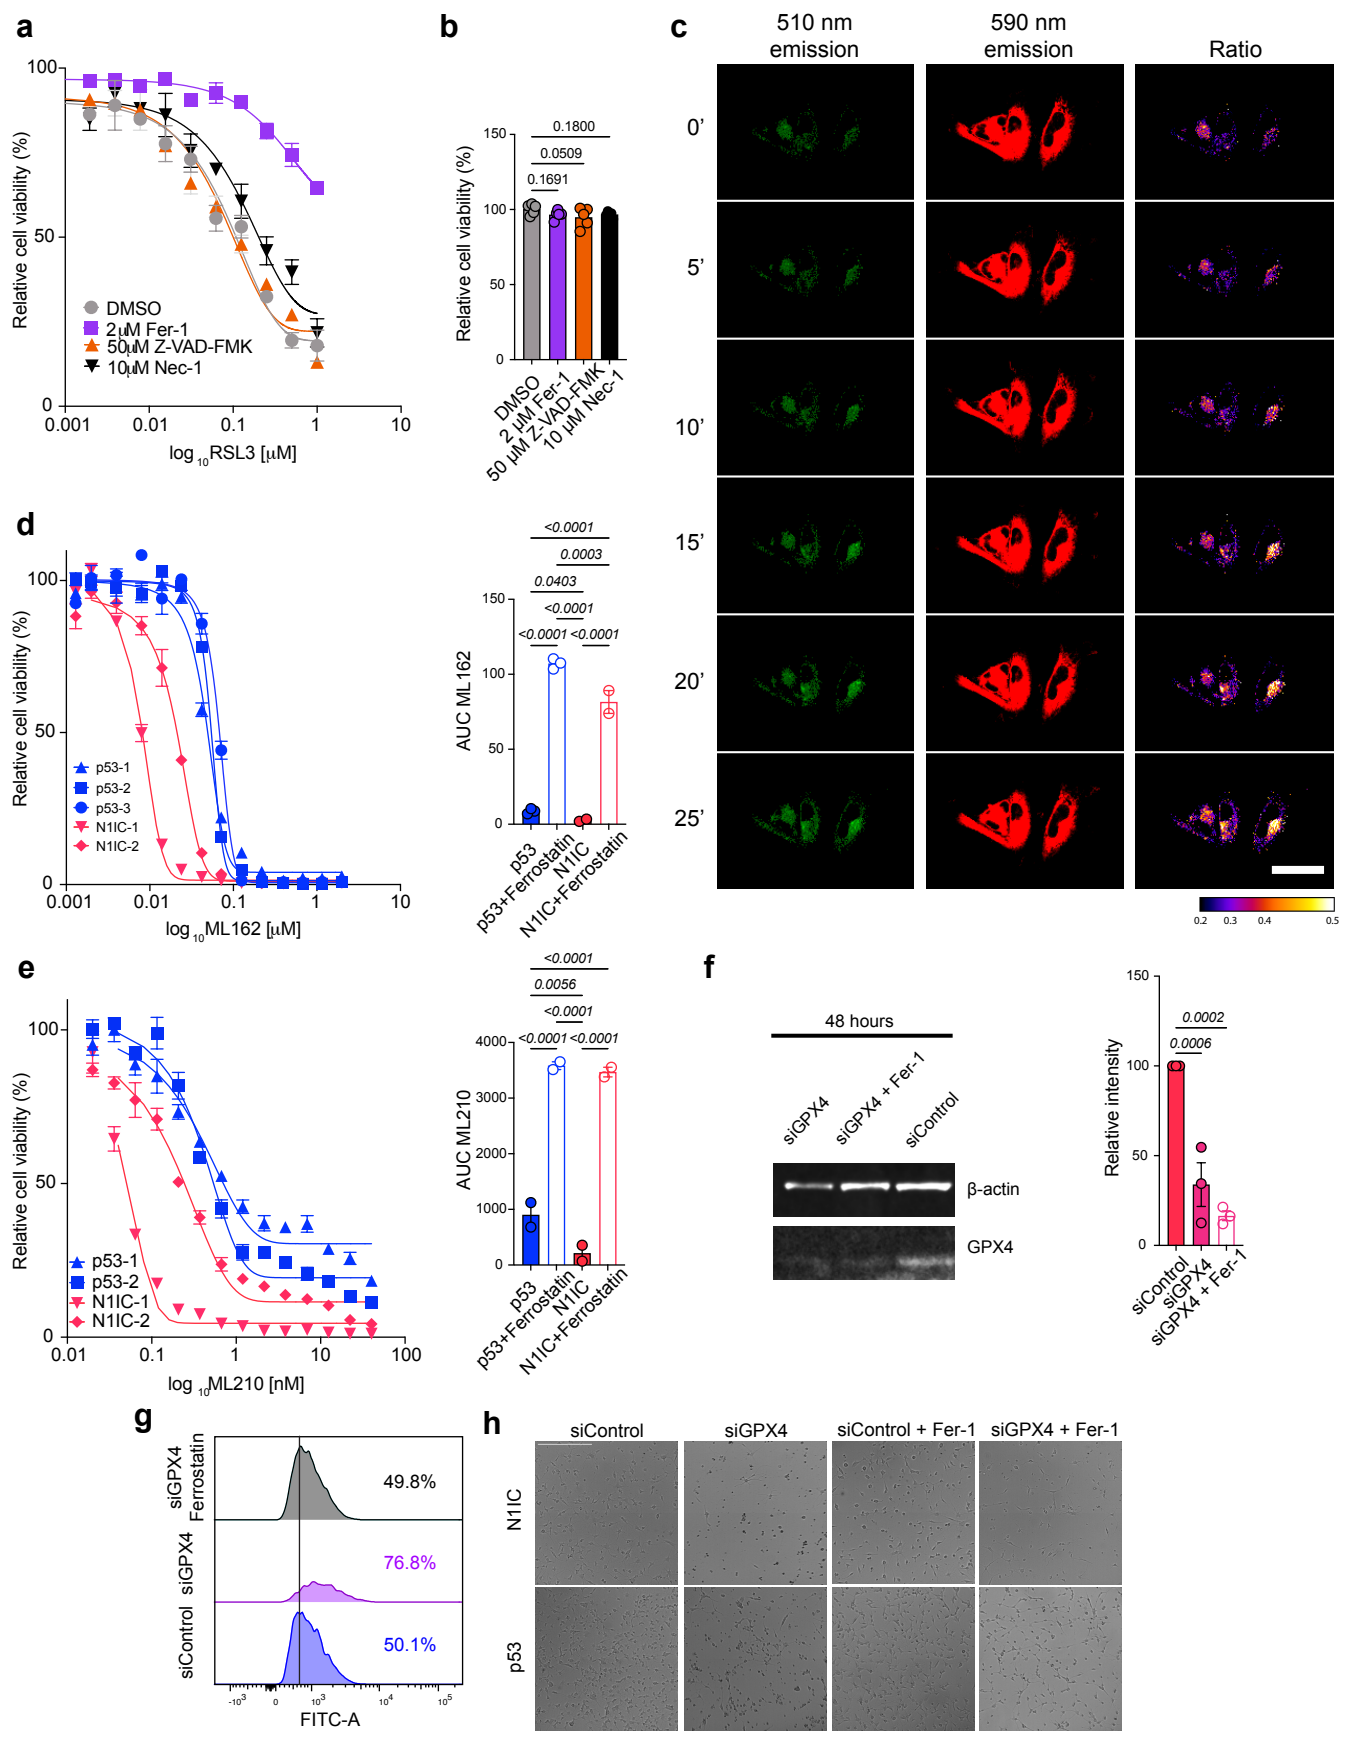 a
100
50
0
0.001
0.01
0.1
1
10
Relative cell viability (%)
log10RSL3 [μM]
DMSO
2μM Fer-1
50μM Z-VAD-FMK
10μM Nec-1
b
150
100
50
0
Relative cell viability (%)
0.1800
0.0509
0.1691
DMSO
2 μM Fer-1
50 μM Z-VAD-FMK
10 μM Nec-1
c
510 nm
emission
590 nm
emission
Ratio
0’
5’
10’
15’
20’
25’
0.2
0.3
0.4
0.5
d
100
50
0
0.001
0.01
0.1
1
10
Relative cell viability (%)
log10ML162 [μM]
p53-1
p53-2
p53-3
N1IC-1
N1IC-2
<0.0001
0.0003
0.0403
<0.0001
<0.0001
<0.0001
150
100
50
0
AUC ML162
p53
p53+Ferrostatin
N1IC
N1IC+Ferrostatin
e
100
50
0
0.01
0.1
1
10
100
Relative cell viability (%)
log 10ML210 [nM]
p53-1
p53-2
N1IC-1
N1IC-2
<0.0001
0.0056
<0.0001
<0.0001
<0.0001
4000
3000
2000
1000
0
AUC ML210
p53
p53+Ferrostatin
N1IC
N1IC+Ferrostatin
f
48 hours
siGPX4
siGPX4 + Fer-1
siControl
β-actin
GPX4
150
100
50
0
Relative intensity
0.0002
0.0006
siControl
siGPX4
siGPX4 + Fer-1
g
siGPX4
Ferrostatin
49.8%
siGPX4
76.8%
siControl
50.1%
-10³
0
10³
10⁴
10⁵
FITC-A
h
siControl
siGPX4
siControl + Fer-1
siGPX4 + Fer-1
N1IC
p53